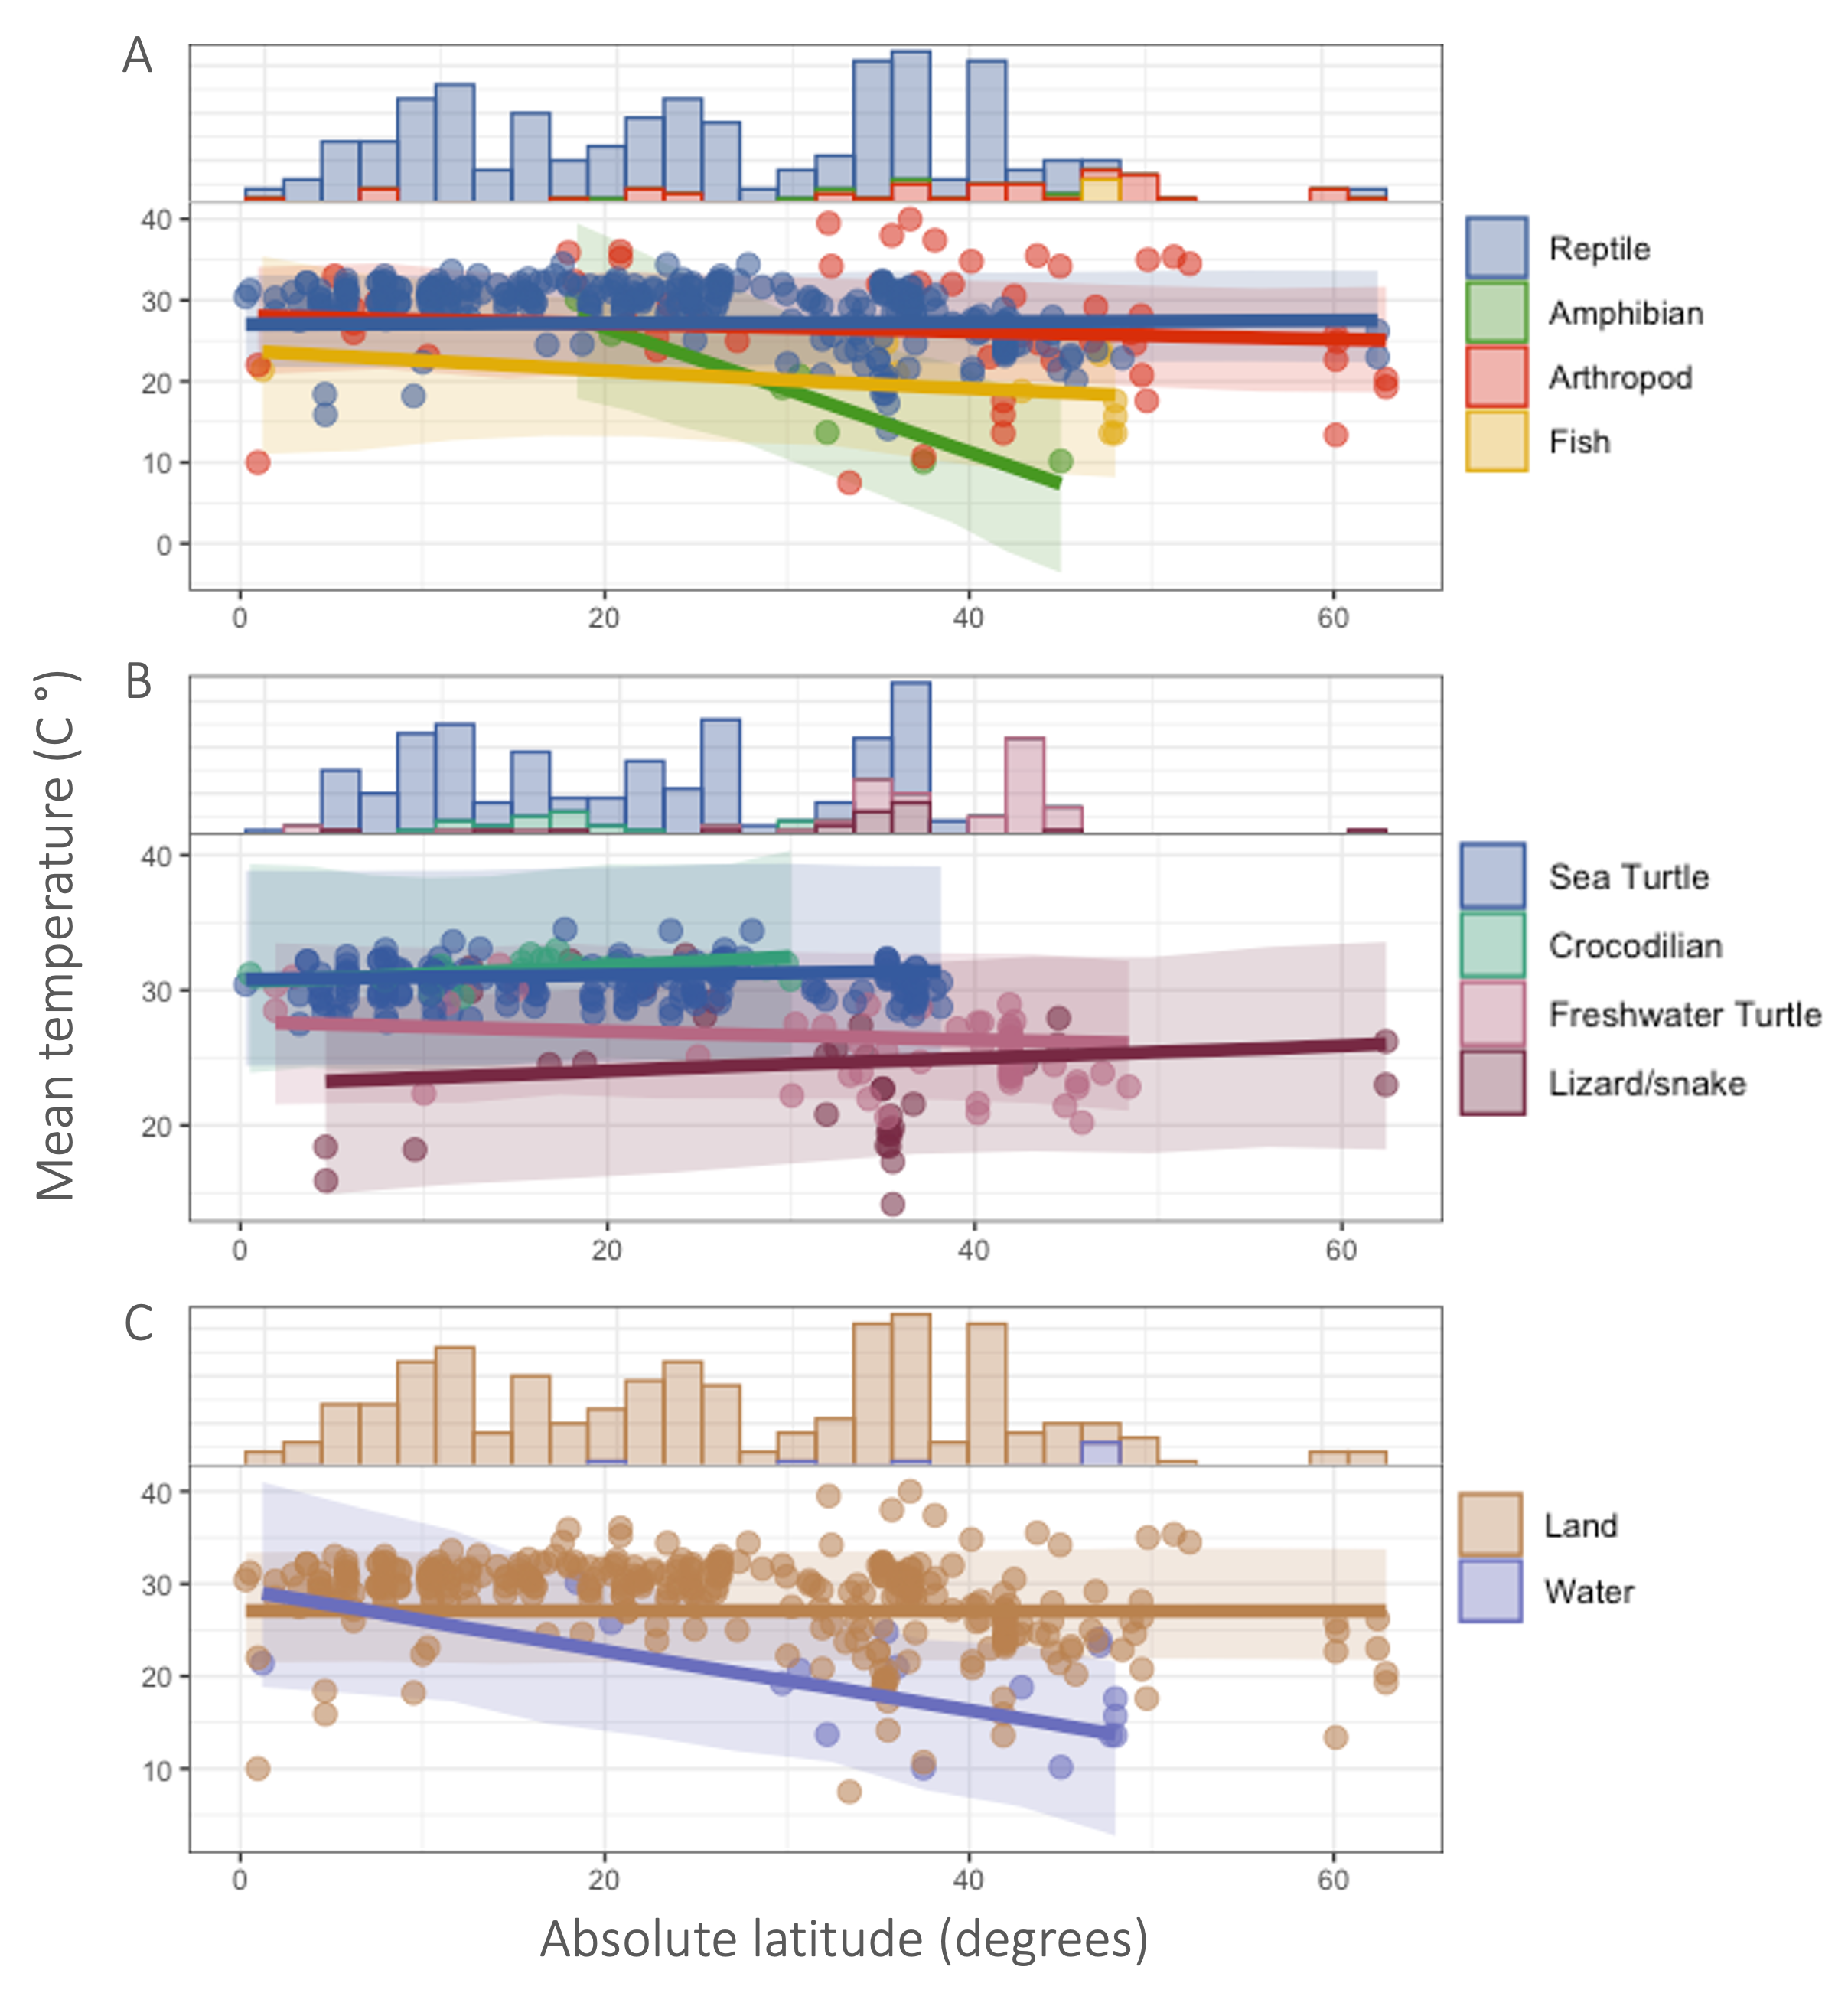 A
40
30
20
10
0
0 20 40 60
Reptile
Amphibian
Arthropod
Fish
Mean temperature (C °)
B
40
30
20
0 20 40 60
Sea Turtle
Crocodilian
Freshwater Turtle
Lizard/snake
C
40
30
20
10
0 20 40 60
Land
Water
Absolute latitude (degrees)